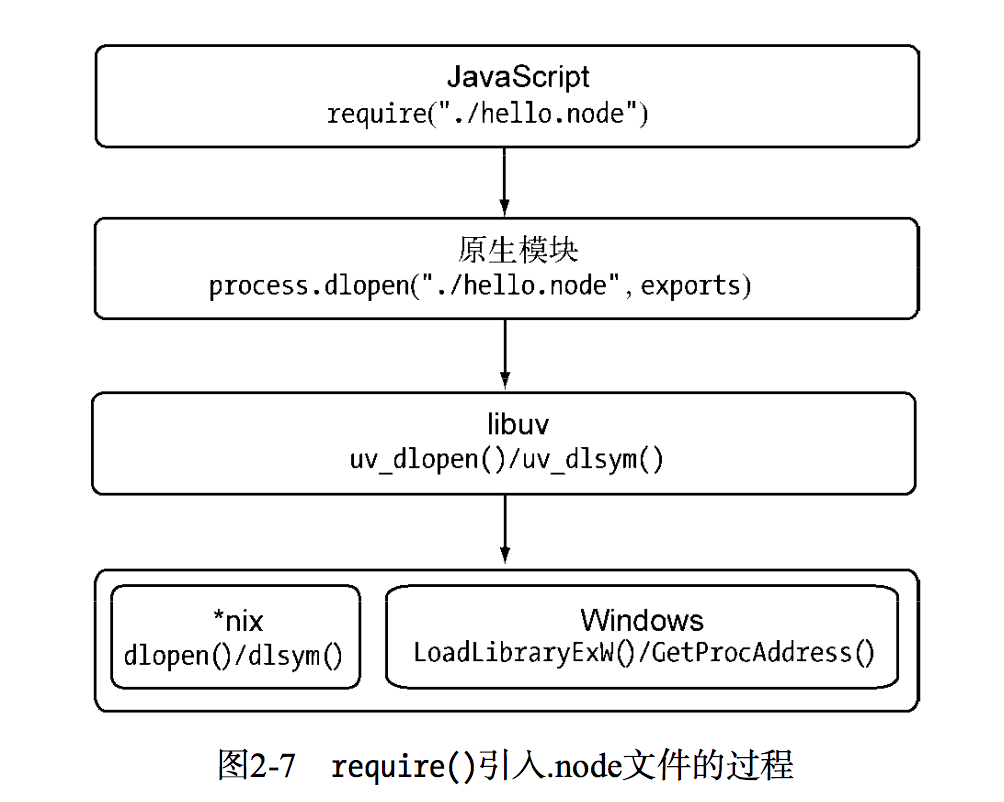 JavaScript
require("./hello.node")
原生模块
process.dlopen("./hello.node", exports)
libuv
uv_dlopen()/uv_dlsym()
*nix
dlopen()/dlsym()
Windows
LoadLibraryExW()/GetProcAddress()
图2-7 require()引入.node文件的过程